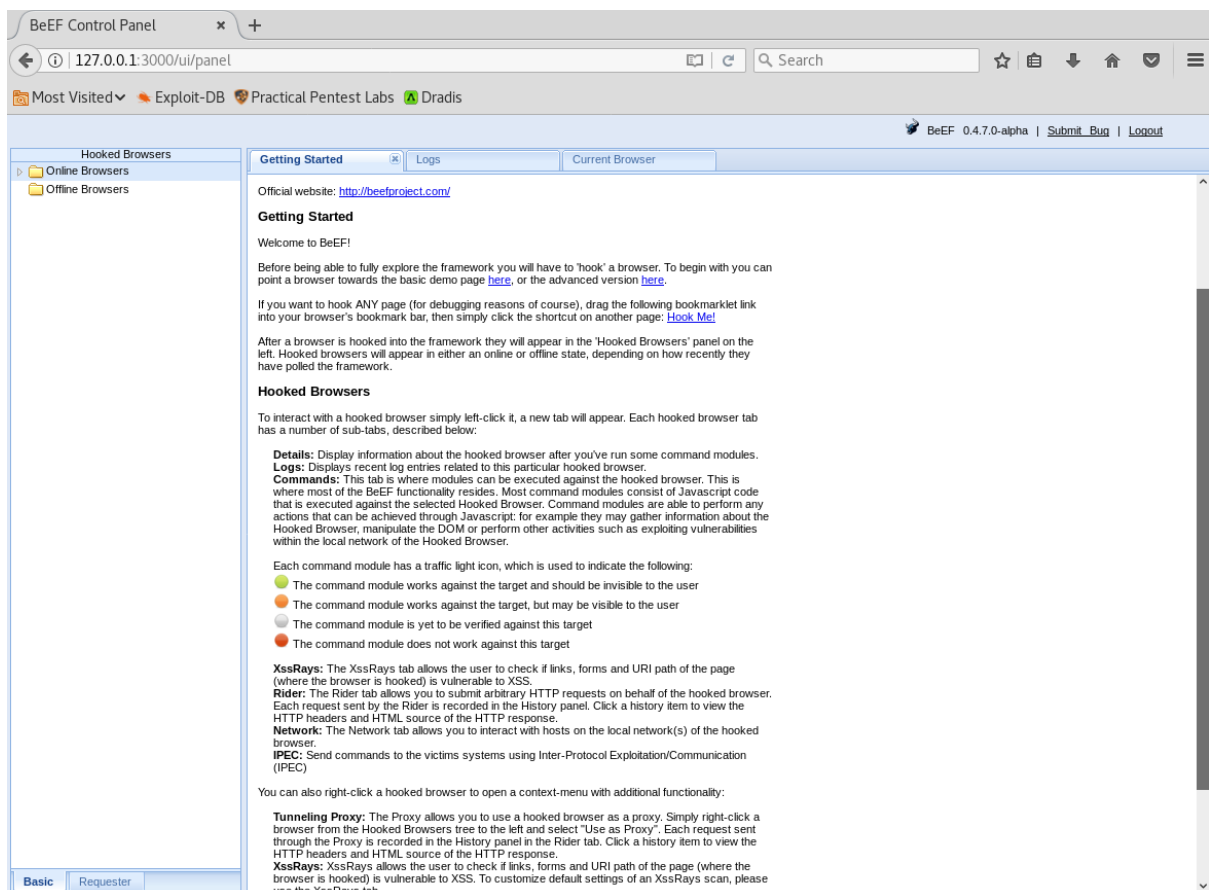 BeEF Control Panel
127.0.0.1:3000/ui/panel
Search
Most Visited
Exploit-DB
Practical Pentest Labs
Dradis
BeEF 0.4.7.0-alpha | Submit Bug | Logout
Hooked Browsers
Online Browsers
Offline Browsers
Getting Started
Logs
Current Browser
Official website: http://beefproject.com/
Getting Started
Welcome to BeEF!
Before being able to fully explore the framework you will have to 'hook' a browser. To begin with you can
point a browser towards the basic demo page here, or the advanced version here.
If you want to hook ANY page (for debugging reasons of course), drag the following bookmarklet link
into your browser's bookmark bar, then simply click the shortcut on another page: Hook Me!
After a browser is hooked into the framework they will appear in the 'Hooked Browsers' panel on the
left. Hooked browsers will appear in either an online or offline state, depending on how recently they
have polled the framework.
Hooked Browsers
To interact with a hooked browser simply left-click it, a new tab will appear. Each hooked browser tab
has a number of sub-tabs, described below:
Details: Display information about the hooked browser after you've run some command modules.
Logs: Displays recent log entries related to this particular hooked browser.
Commands: This tab is where modules can be executed against the hooked browser. This is
where most of the BeEF functionality resides. Most command modules consist of Javascript code
that is executed against the selected Hooked Browser. Command modules are able to perform any
actions that can be achieved through Javascript: for example they may gather information about the
Hooked Browser, manipulate the DOM or perform other activities such as exploiting vulnerabilities
within the local network of the Hooked Browser.
Each command module has a traffic light icon, which is used to indicate the following:
The command module works against the target and should be invisible to the user
The command module works against the target, but may be visible to the user
The command module is yet to be verified against this target
The command module does not work against this target
XssRays: The XssRays tab allows the user to check if links, forms and URI path of the page
(where the browser is hooked) is vulnerable to XSS.
Rider: The Rider tab allows you to submit arbitrary HTTP requests on behalf of the hooked browser.
Each request sent by the Rider is recorded in the History panel. Click a history item to view the
HTTP headers and HTML source of the HTTP response.
Network: The Network tab allows you to interact with hosts on the local network(s) of the hooked
browser.
IPEC: Send commands to the victims systems using Inter-Protocol Exploitation/Communication
(IPEC)
You can also right-click a hooked browser to open a context-menu with additional functionality:
Tunneling Proxy: The Proxy allows you to use a hooked browser as a proxy. Simply right-click a
browser from the Hooked Browsers tree to the left and select "Use as Proxy". Each request sent
through the Proxy is recorded in the History panel in the Rider tab. Click a history item to view the
HTTP headers and HTML source of the HTTP response.
XssRays: XssRays allows the user to check if links, forms and URI path of the page (where the
browser is hooked) is vulnerable to XSS. To customize default settings of an XssRays scan, please
use the XssRays tab
Basic
Requester